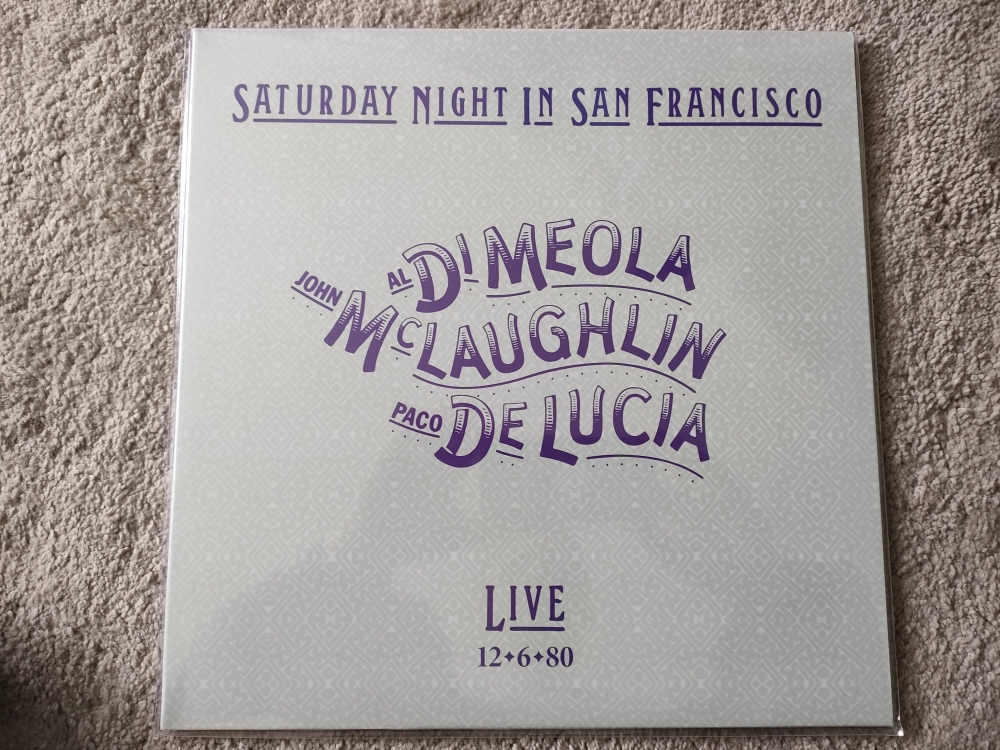 SATURDAY NIGHT IN SAN FRANCISCO
AL DI MEOLA
JOHN MCLAUGHLIN
PACO DE LUCIA
LIVE
12✦6✦80